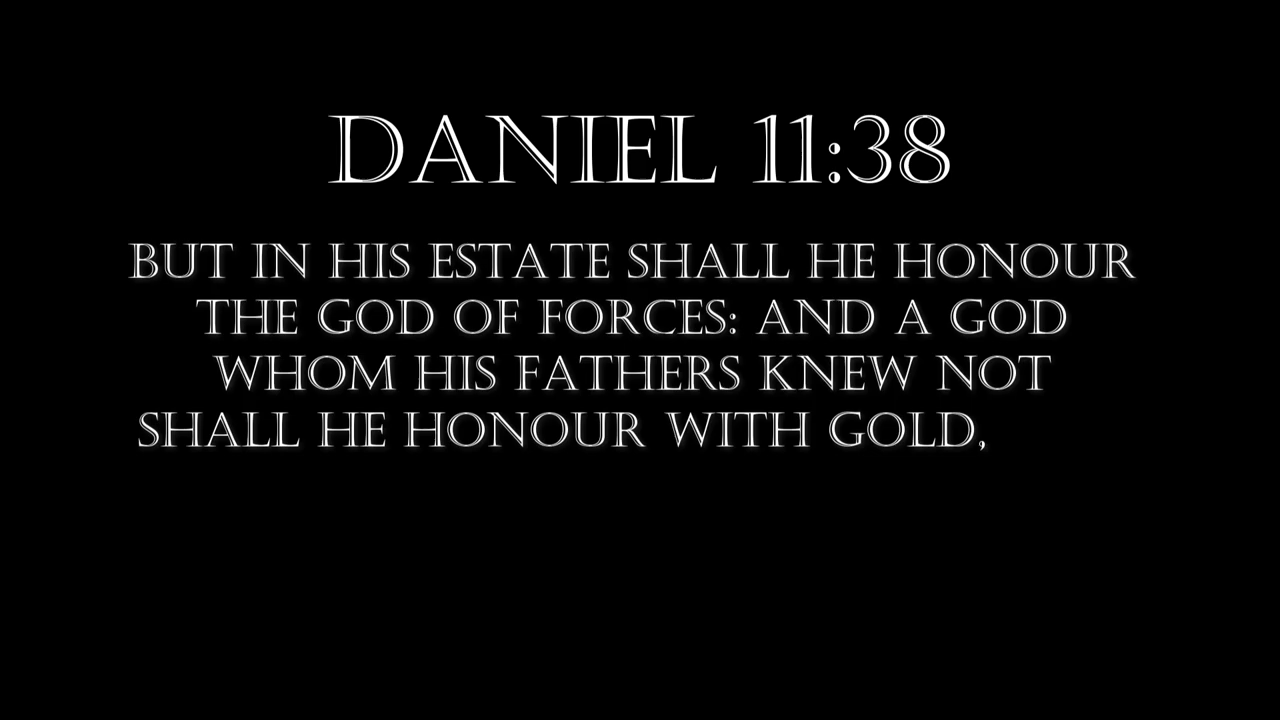 DANIEL 11:38
BUT IN HIS ESTATE SHALL HE HONOUR
THE GOD OF FORCES: AND A GOD
WHOM HIS FATHERS KNEW NOT
SHALL HE HONOUR WITH GOLD,